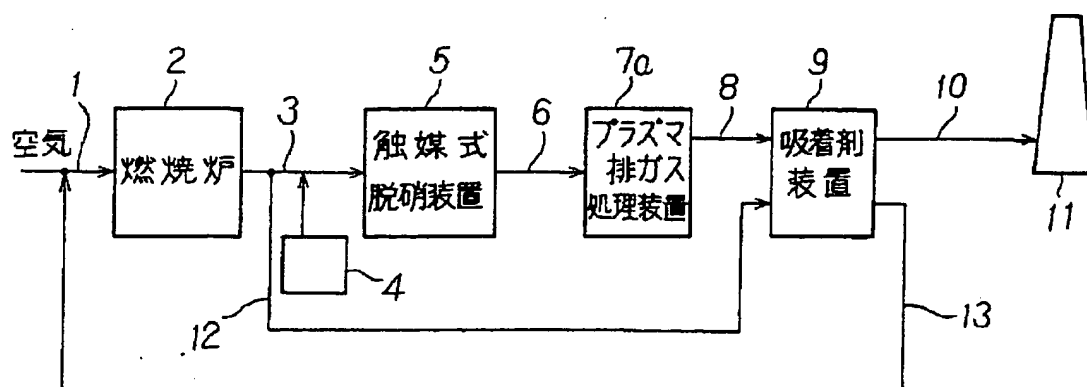 空気
1
2
燃焼炉
3
4
5
触媒式
脱硝装置
6
7a
プラズマ
排ガス
処理装置
8
9
吸着剤
装置
10
11
12
13